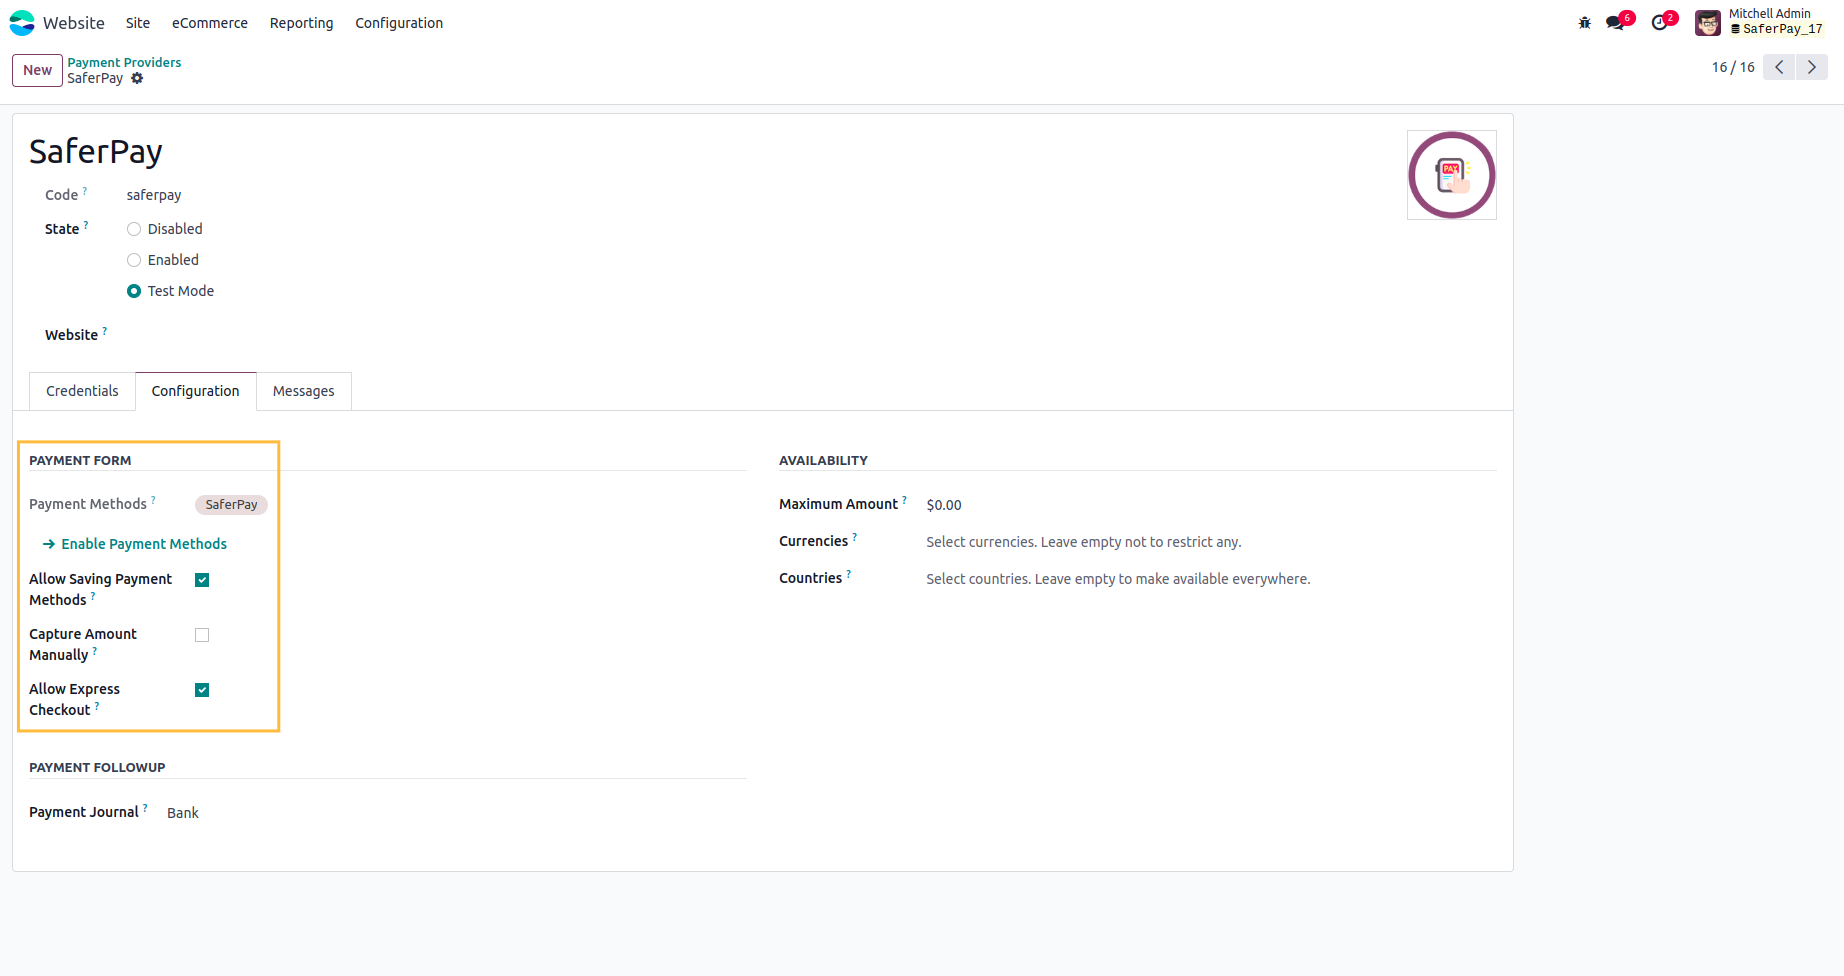 Website Site eCommerce Reporting Configuration 6 2 Mitchell Admin
SaferPay_17
New Payment Providers
SaferPay
16 / 16
SaferPay
PAY
Code ? saferpay
State ? Disabled
Enabled
Test Mode
Website ?
Credentials Configuration Messages
PAYMENT FORM
Payment Methods ? SaferPay
→ Enable Payment Methods
Allow Saving Payment
Methods ?
Capture Amount
Manually ?
Allow Express
Checkout ?
AVAILABILITY
Maximum Amount ? $0.00
Currencies ? Select currencies. Leave empty not to restrict any.
Countries ? Select countries. Leave empty to make available everywhere.
PAYMENT FOLLOWUP
Payment Journal ? Bank